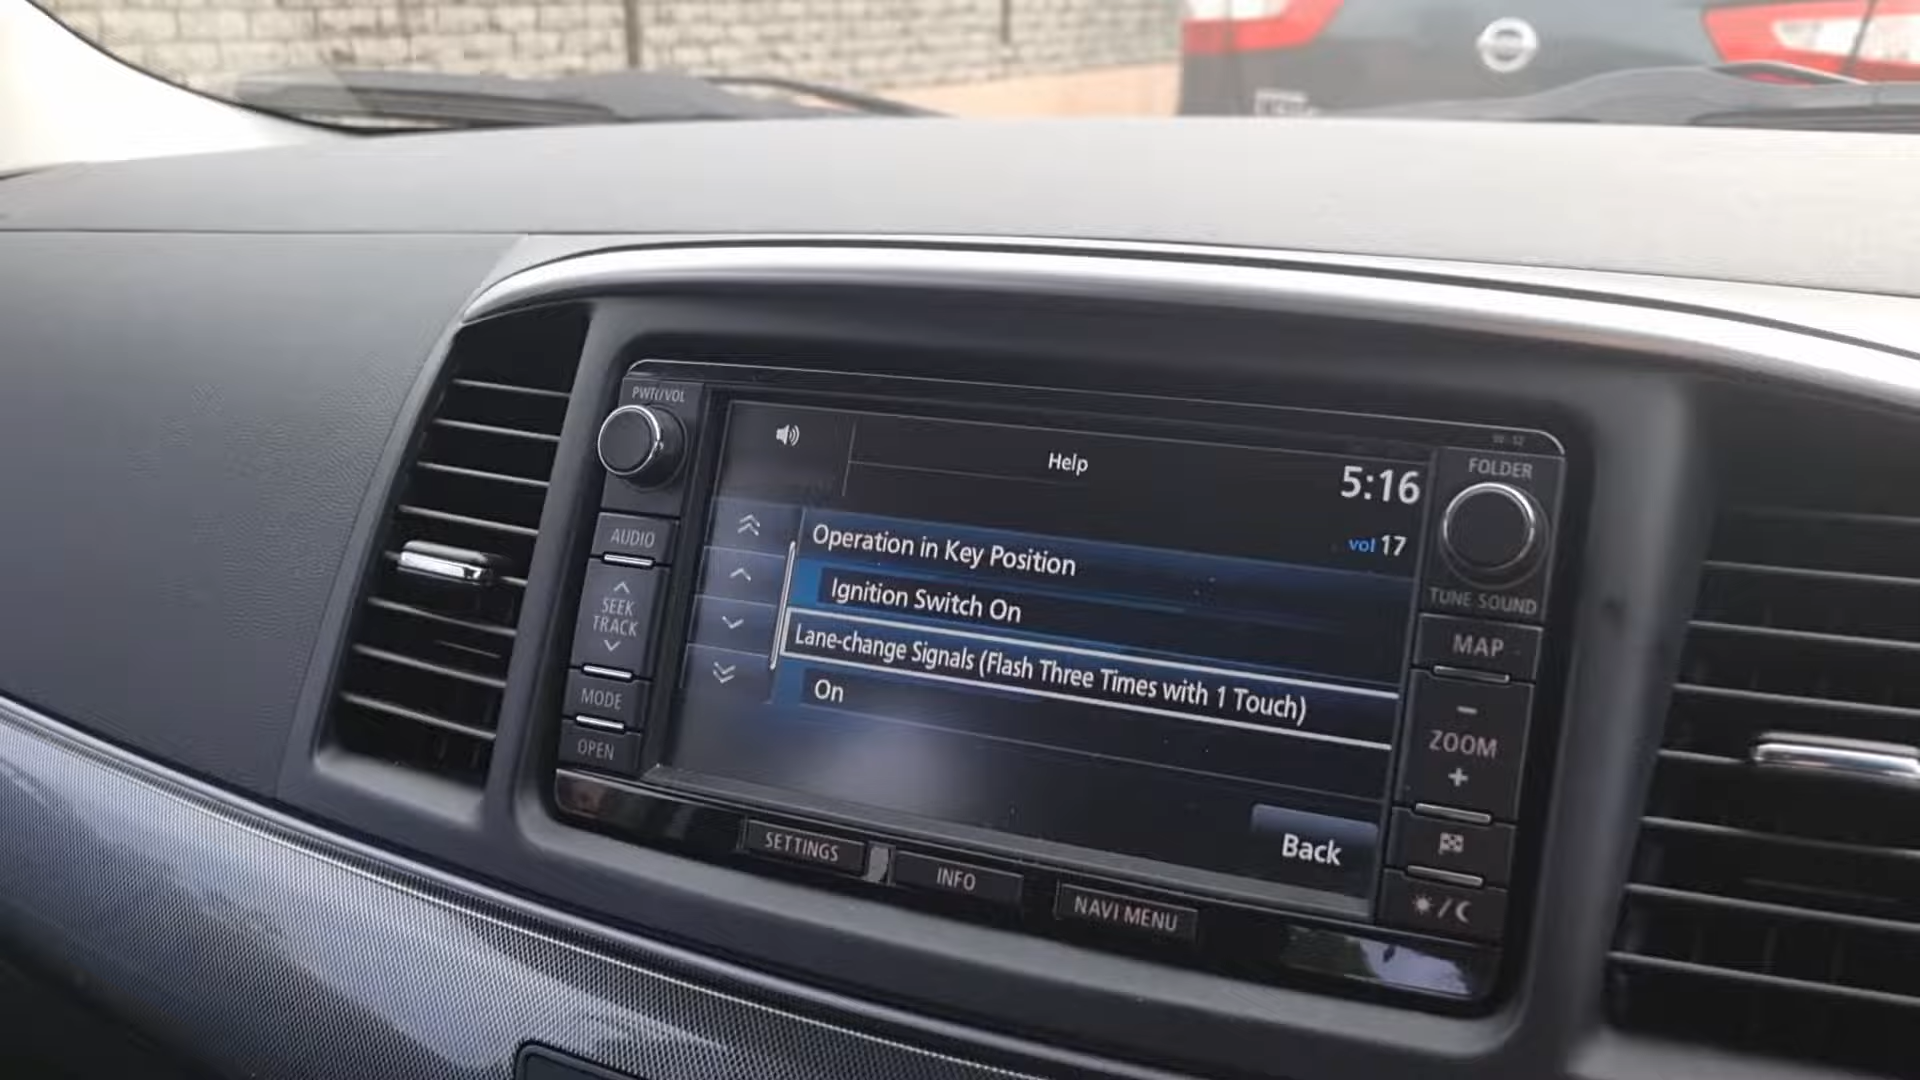 PWR/VOL
FOLDER
Help
5:16
vol 17
AUDIO
SEEK
TRACK
MODE
OPEN
Operation in Key Position
Ignition Switch On
Lane-change Signals (Flash Three Times with 1 Touch)
On
Back
TUNE SOUND
MAP
-
ZOOM
+
SETTINGS
INFO
NAVI MENU